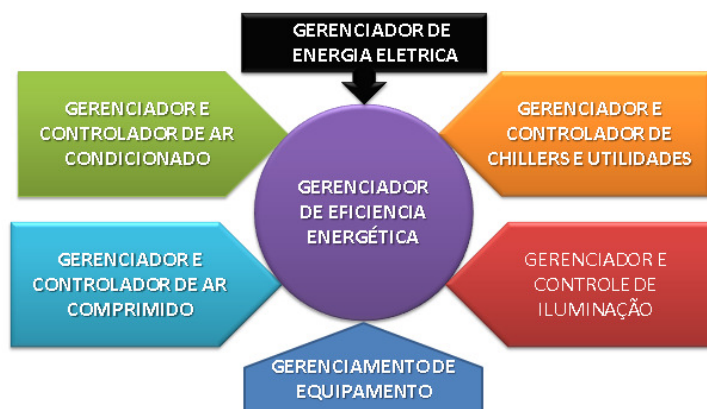 GERENCIADOR DE
ENERGIA ELETRICA
GERENCIADOR E
CONTROLADOR DE AR
CONDICIONADO
GERENCIADOR E
CONTROLADOR DE
CHILLERS E UTILIDADES
GERENCIADOR
DE EFICIENCIA
ENERGÉTICA
GERENCIADOR E
CONTROLADOR DE AR
COMPRIMIDO
GERENCIADOR E
CONTROLE DE
ILUMINAÇÃO
GERENCIAMENTO DE
EQUIPAMENTO